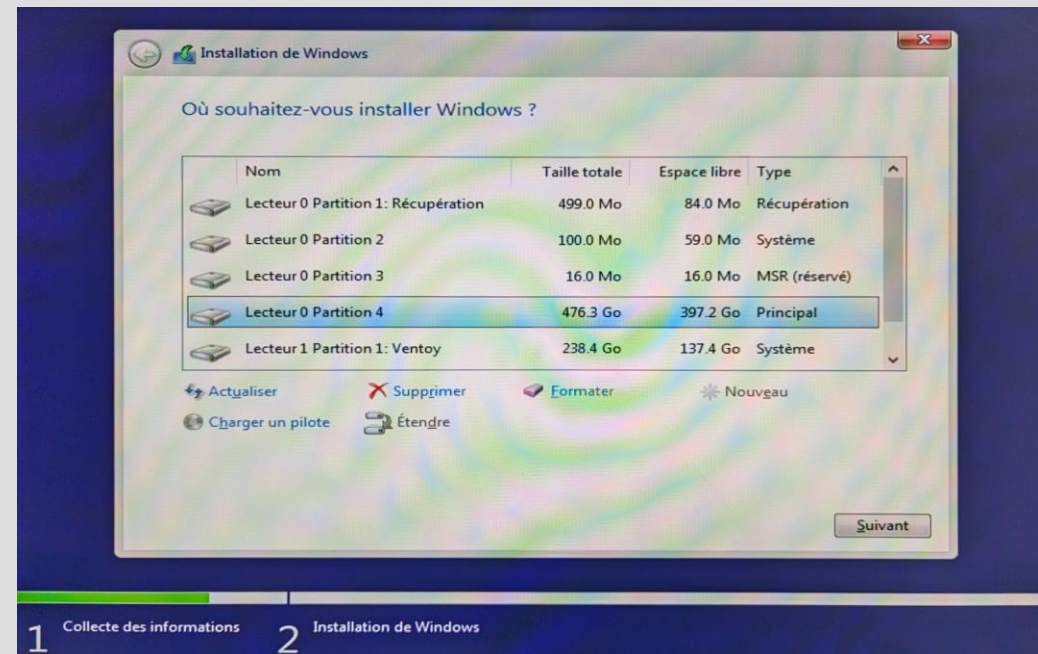 Installation de Windows
Où souhaitez-vous installer Windows ?
Nom Taille totale Espace libre Type
Lecteur 0 Partition 1: Récupération 499.0 Mo 84.0 Mo Récupération
Lecteur 0 Partition 2 100.0 Mo 59.0 Mo Système
Lecteur 0 Partition 3 16.0 Mo 16.0 Mo MSR (réservé)
Lecteur 0 Partition 4 476.3 Go 397.2 Go Principal
Lecteur 1 Partition 1: Ventoy 238.4 Go 137.4 Go Système
Actualiser Supprimer Formater Nouveau
Charger un pilote Étendre
Suivant
1 Collecte des informations 2 Installation de Windows